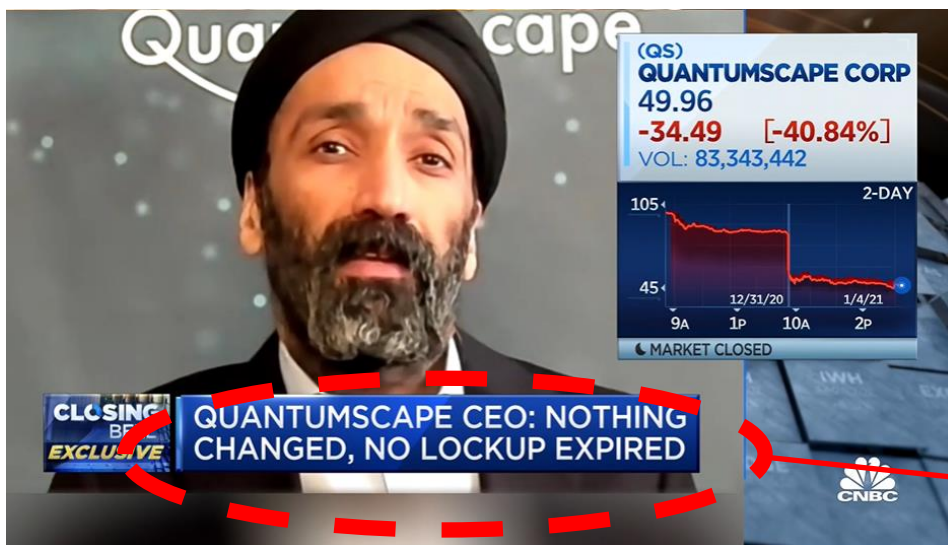 Quantumscape
(QS)
QUANTUMSCAPE CORP
49.96
-34.49 [-40.84%]
VOL: 83,343,442
2-DAY
105
45
12/31/20 1/4/21
9A 1P 10A 2P
MARKET CLOSED
CLOSING
BELL
EXCLUSIVE
QUANTUMSCAPE CEO: NOTHING
CHANGED, NO LOCKUP EXPIRED
IWH
CNBC